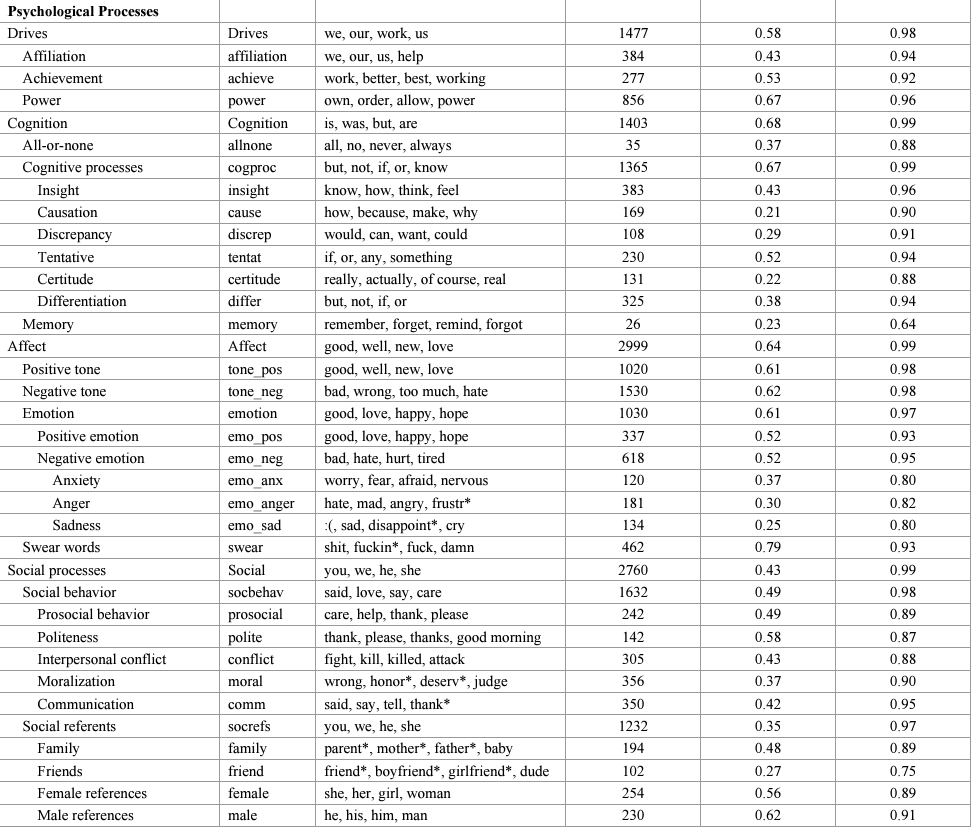 Psychological Processes
Drives Drives we, our, work, us 1477 0.58 0.98
Affiliation affiliation we, our, us, help 384 0.43 0.94
Achievement achieve work, better, best, working 277 0.53 0.92
Power power own, order, allow, power 856 0.67 0.96
Cognition Cognition is, was, but, are 1403 0.68 0.99
All-or-none allnone all, no, never, always 35 0.37 0.88
Cognitive processes cogproc but, not, if, or, know 1365 0.67 0.99
Insight insight know, how, think, feel 383 0.43 0.96
Causation cause how, because, make, why 169 0.21 0.90
Discrepancy discrep would, can, want, could 108 0.29 0.91
Tentative tentat if, or, any, something 230 0.52 0.94
Certitude certitude really, actually, of course, real 131 0.22 0.88
Differentiation differ but, not, if, or 325 0.38 0.94
Memory memory remember, forget, remind, forgot 26 0.23 0.64
Affect Affect good, well, new, love 2999 0.64 0.99
Positive tone tone_pos good, well, new, love 1020 0.61 0.98
Negative tone tone_neg bad, wrong, too much, hate 1530 0.62 0.98
Emotion emotion good, love, happy, hope 1030 0.61 0.97
Positive emotion emo_pos good, love, happy, hope 337 0.52 0.93
Negative emotion emo_neg bad, hate, hurt, tired 618 0.52 0.95
Anxiety emo_anx worry, fear, afraid, nervous 120 0.37 0.80
Anger emo_anger hate, mad, angry, frustr* 181 0.30 0.82
Sadness emo_sad :(, sad, disappoint*, cry 134 0.25 0.80
Swear words swear shit, fuckin*, fuck, damn 462 0.79 0.93
Social processes Social you, we, he, she 2760 0.43 0.99
Social behavior socbehav said, love, say, care 1632 0.49 0.98
Prosocial behavior prosocial care, help, thank, please 242 0.49 0.89
Politeness polite thank, please, thanks, good morning 142 0.58 0.87
Interpersonal conflict conflict fight, kill, killed, attack 305 0.43 0.88
Moralization moral wrong, honor*, deserv*, judge 356 0.37 0.90
Communication comm said, say, tell, thank* 350 0.42 0.95
Social referents socrefs you, we, he, she 1232 0.35 0.97
Family family parent*, mother*, father*, baby 194 0.48 0.89
Friends friend friend*, boyfriend*, girlfriend*, dude 102 0.27 0.75
Female references female she, her, girl, woman 254 0.56 0.89
Male references male he, his, him, man 230 0.62 0.91